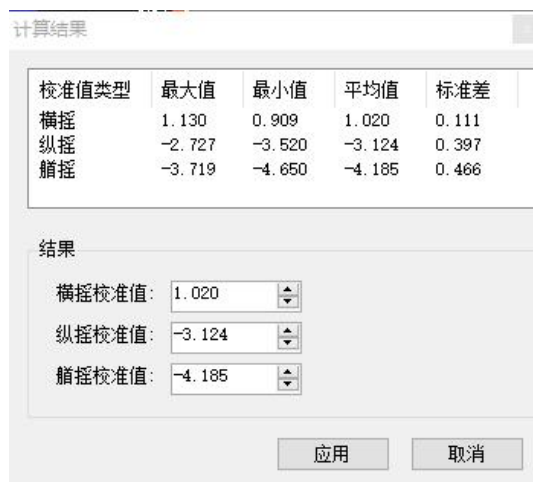 计算结果
校准值类型 最大值 最小值 平均值 标准差
横摇 1.130 0.909 1.020 0.111
纵摇 -2.727 -3.520 -3.124 0.397
艏摇 -3.719 -4.650 -4.185 0.466
结果
横摇校准值: 1.020
纵摇校准值: -3.124
艏摇校准值: -4.185
应用 取消